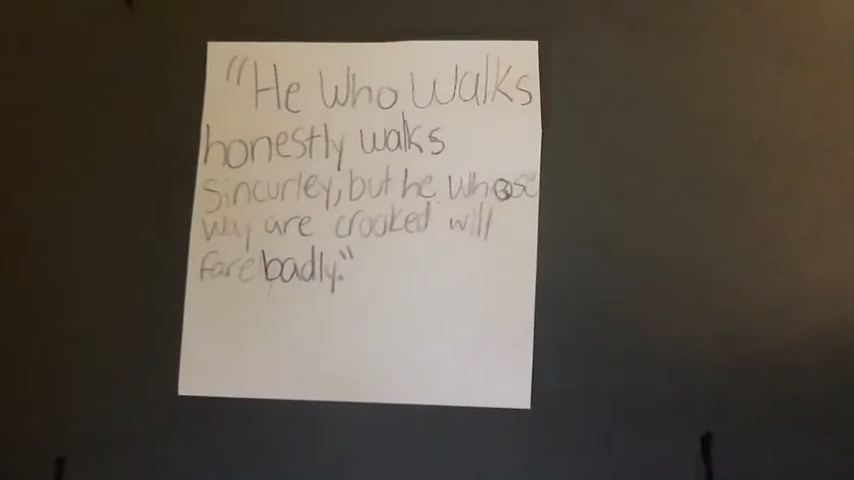 "He Who Walks
honestly walks
Sincurley, but he whose
way are crooked will
fare badly."